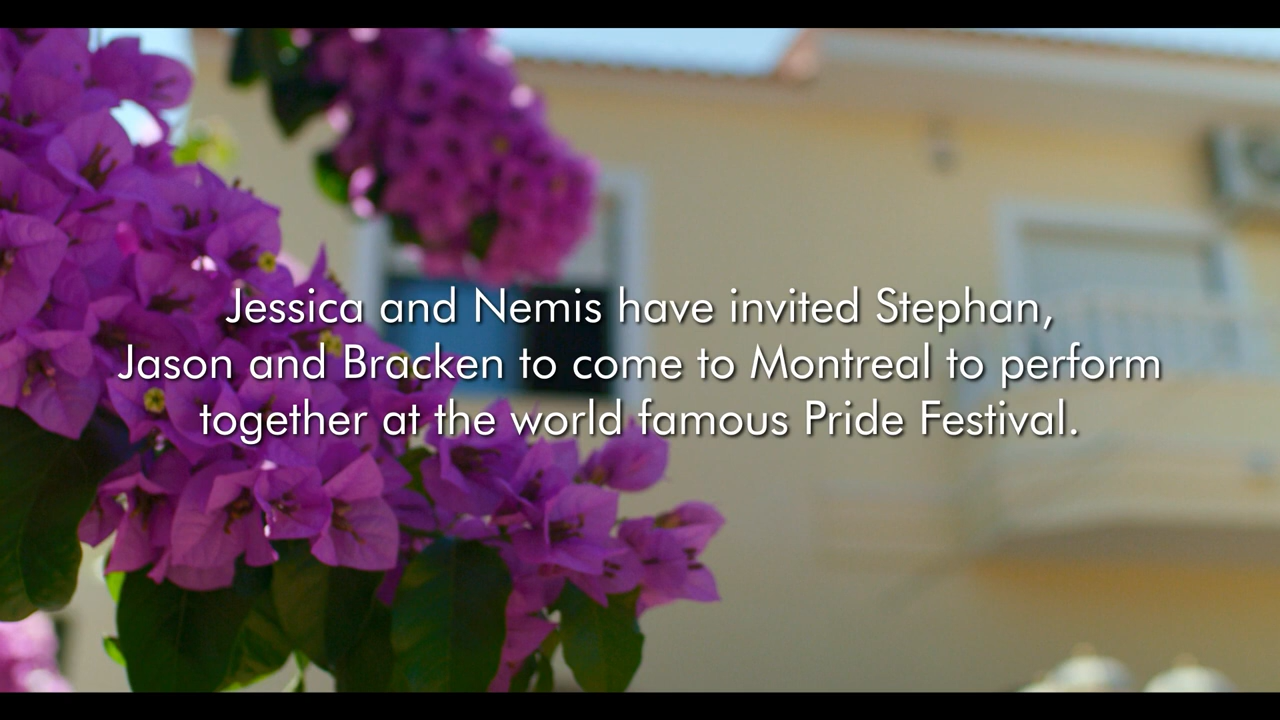 Jessica and Nemis have invited Stephan,
Jason and Bracken to come to Montreal to perform
together at the world famous Pride Festival.